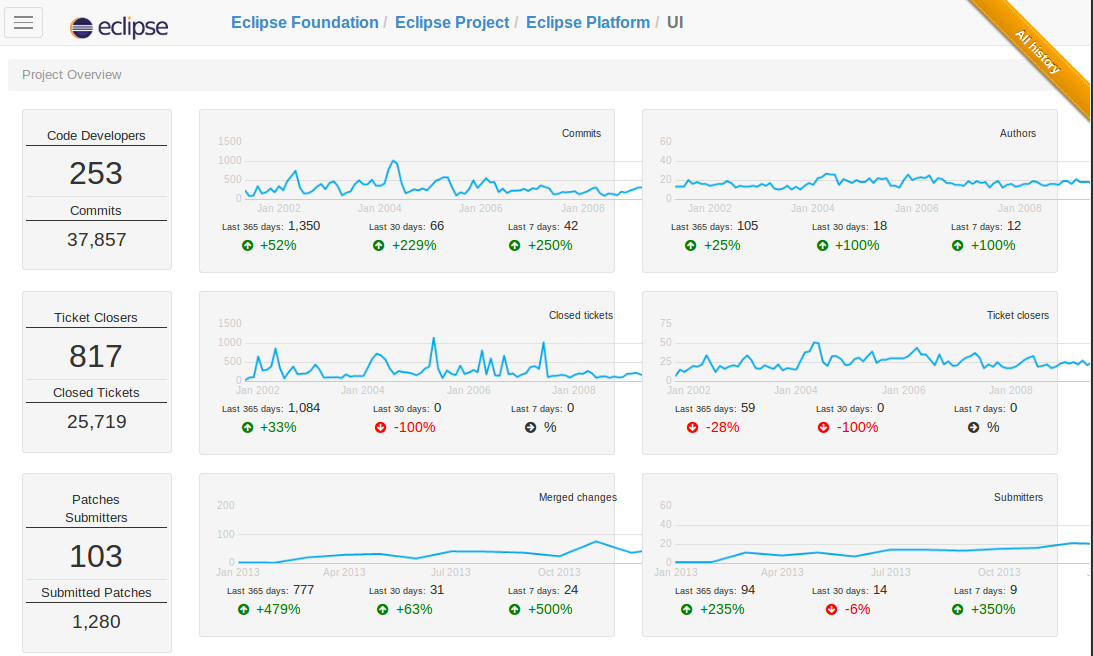 eclipse
Eclipse Foundation / Eclipse Project / Eclipse Platform / UI
All history
Project Overview
Code Developers
253
Commits
37,857
Commits
1500
1000
500
0
Jan 2002 Jan 2004 Jan 2006 Jan 2008
Last 365 days: 1,350 Last 30 days: 66 Last 7 days: 42
+52% +229% +250%
Authors
60
40
20
0
Jan 2002 Jan 2004 Jan 2006 Jan 2008
Last 365 days: 105 Last 30 days: 18 Last 7 days: 12
+25% +100% +100%
Ticket Closers
817
Closed Tickets
25,719
Closed tickets
1500
1000
500
0
Jan 2002 Jan 2004 Jan 2006 Jan 2008
Last 365 days: 1,084 Last 30 days: 0 Last 7 days: 0
+33% -100% %
Ticket closers
75
50
25
0
Jan 2002 Jan 2004 Jan 2006 Jan 2008
Last 365 days: 59 Last 30 days: 0 Last 7 days: 0
-28% -100% %
Patches
Submitters
103
Submitted Patches
1,280
Merged changes
200
100
0
Jan 2013 Apr 2013 Jul 2013 Oct 2013
Last 365 days: 777 Last 30 days: 31 Last 7 days: 24
+479% +63% +500%
Submitters
60
40
20
0
Jan 2013 Apr 2013 Jul 2013 Oct 2013
Last 365 days: 94 Last 30 days: 14 Last 7 days: 9
+235% -6% +350%